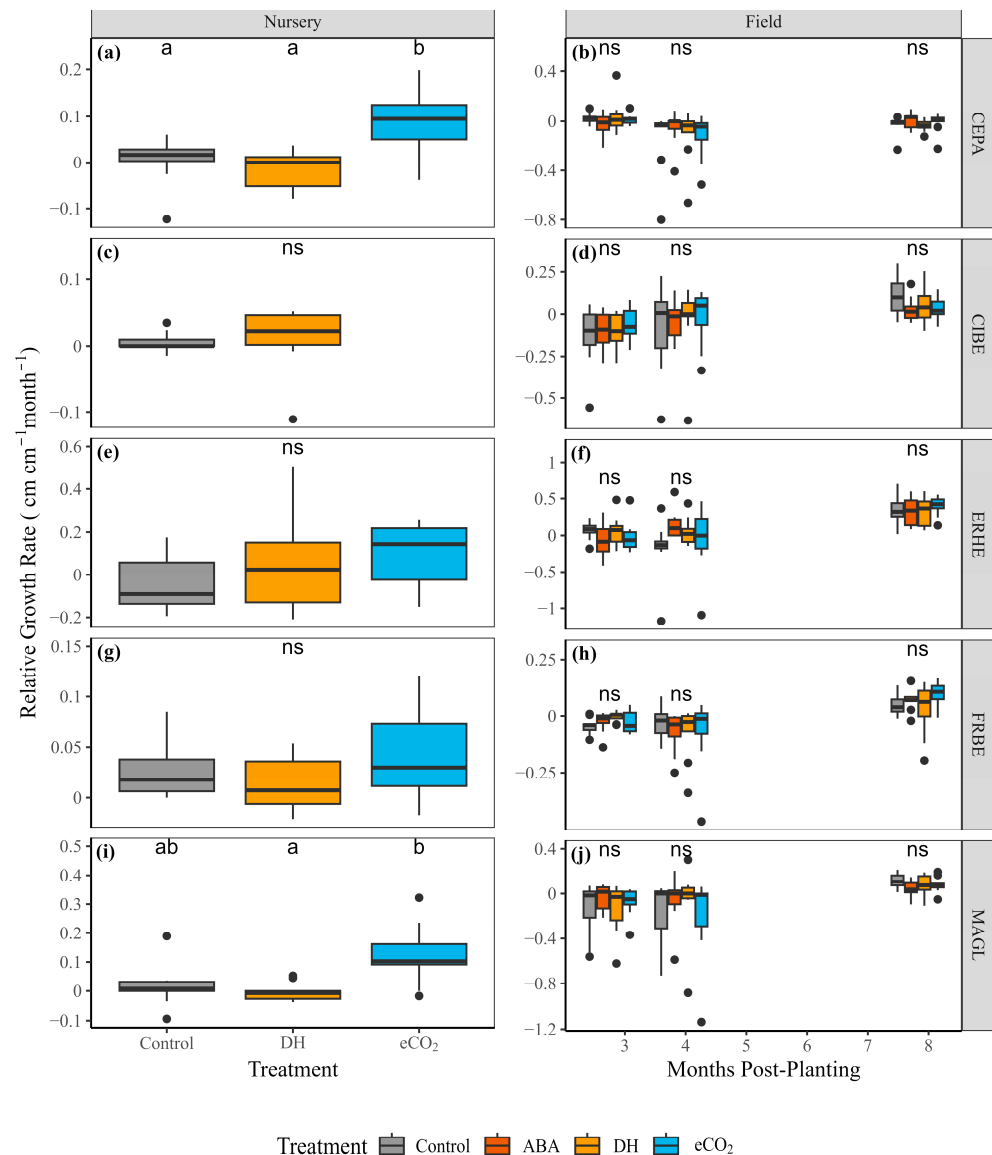 Nursery
Field
(a)
a
a
b
0.2
0.1
0
−0.1
(b)
ns
ns
ns
0.4
0
−0.4
−0.8
CEPA
(c)
ns
0.1
0
−0.1
(d)
ns
ns
ns
0.25
0
−0.25
−0.5
CIBE
(e)
ns
0.6
0.4
0.2
0
−0.2
(f)
ns
ns
ns
1
0.5
0
−0.5
−1
ERHE
(g)
ns
0.15
0.1
0.05
0
(h)
ns
ns
ns
0.25
0
−0.25
FRBE
(i)
ab
a
b
0.5
0.4
0.3
0.2
0.1
0
−0.1
(j)
ns
ns
ns
0.4
0
−0.4
−0.8
−1.2
MAGL
Relative Growth Rate ( cm cm⁻¹month⁻¹)
Control DH eCO₂
Treatment
3 4 5 6 7 8
Months Post-Planting
Treatment Control ABA DH eCO₂